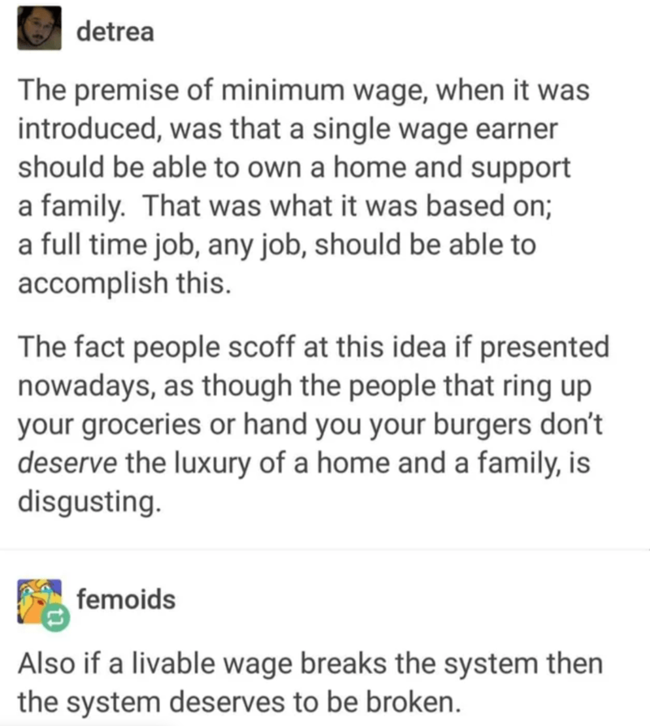 detrea
The premise of minimum wage, when it was
introduced, was that a single wage earner
should be able to own a home and support
a family.  That was what it was based on;
a full time job, any job, should be able to
accomplish this.
The fact people scoff at this idea if presented
nowadays, as though the people that ring up
your groceries or hand you your burgers don't
deserve the luxury of a home and a family, is
disgusting.
femoids
Also if a livable wage breaks the system then
the system deserves to be broken.